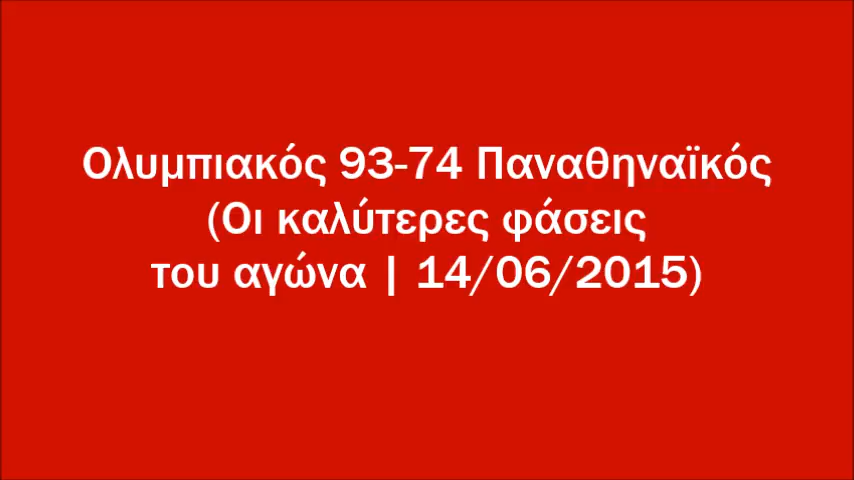 Ολυμπιακός 93-74 Παναθηναϊκός
(Οι καλύτερες φάσεις
του αγώνα | 14/06/2015)